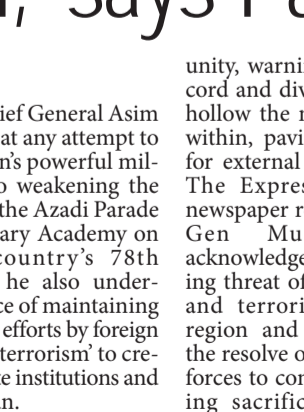 says
ief General Asim
at any attempt to
n's powerful mil-
o weakening the
the Azadi Parade
ary Academy on
country's 78th
he also under-
ce of maintaining
efforts by foreign
terrorism' to cre-
te institutions and
an.
unity, warni
cord and div
hollow the n
within, pavi
for external
The Expres
newspaper r
Gen Mu
acknowledge
ing threat of
and terrori
region and
the resolve o
forces to con
ing sacrific